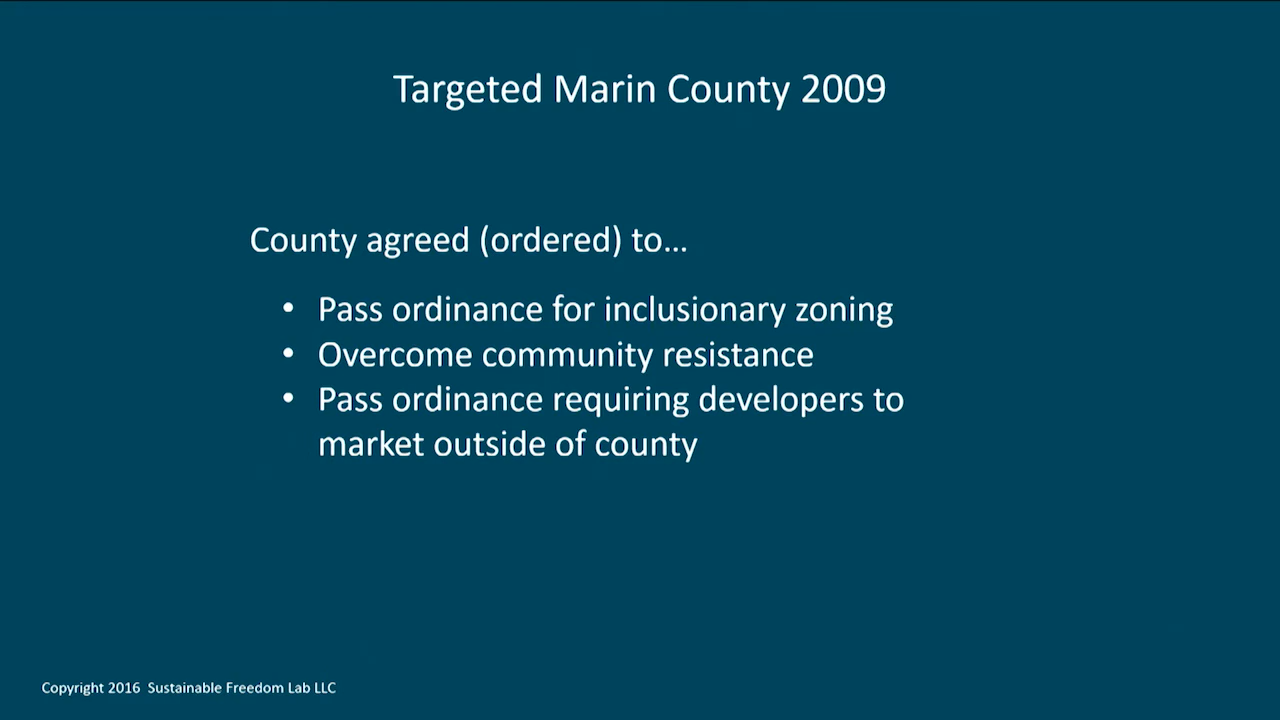 Targeted Marin County 2009
County agreed (ordered) to…
• Pass ordinance for inclusionary zoning
• Overcome community resistance
• Pass ordinance requiring developers to
market outside of county
Copyright 2016  Sustainable Freedom Lab LLC